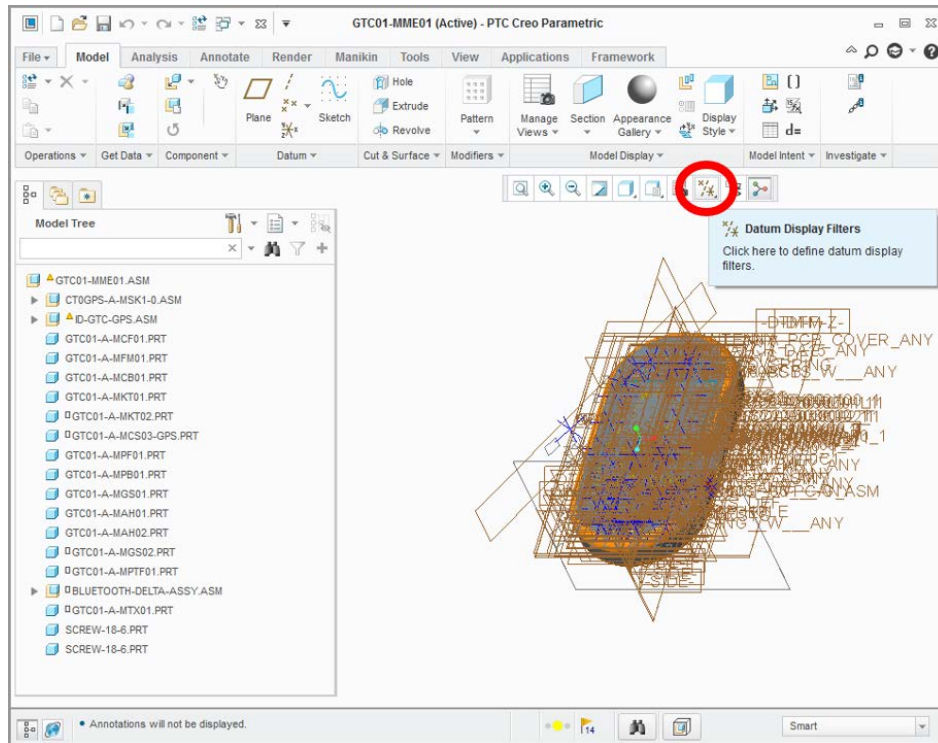 GTC01-MME01 (Active) - PTC Creo Parametric
File Model Analysis Annotate Render Manikin Tools View Applications Framework
Plane
Sketch
Hole
Extrude
Revolve
Pattern
Manage Views
Section
Appearance Gallery
Display Style
d=
Operations Get Data Component Datum Cut & Surface Modifiers Model Display Model Intent Investigate
Model Tree
Datum Display Filters
Click here to define datum display
filters.
GTC01-MME01.ASM
CT0GPS-A-MSK1-0.ASM
ID-GTC-GPS.ASM
GTC01-A-MCF01.PRT
GTC01-A-MFM01.PRT
GTC01-A-MCB01.PRT
GTC01-A-MKT01.PRT
GTC01-A-MKT02.PRT
GTC01-A-MCS03-GPS.PRT
GTC01-A-MPF01.PRT
GTC01-A-MPB01.PRT
GTC01-A-MGS01.PRT
GTC01-A-MAH01.PRT
GTC01-A-MAH02.PRT
GTC01-A-MGS02.PRT
GTC01-A-MPTF01.PRT
BLUETOOTH-DELTA-ASSY.ASM
GTC01-A-MTX01.PRT
SCREW-18-6.PRT
SCREW-18-6.PRT
-SIDE-
Annotations will not be displayed.
14
Smart